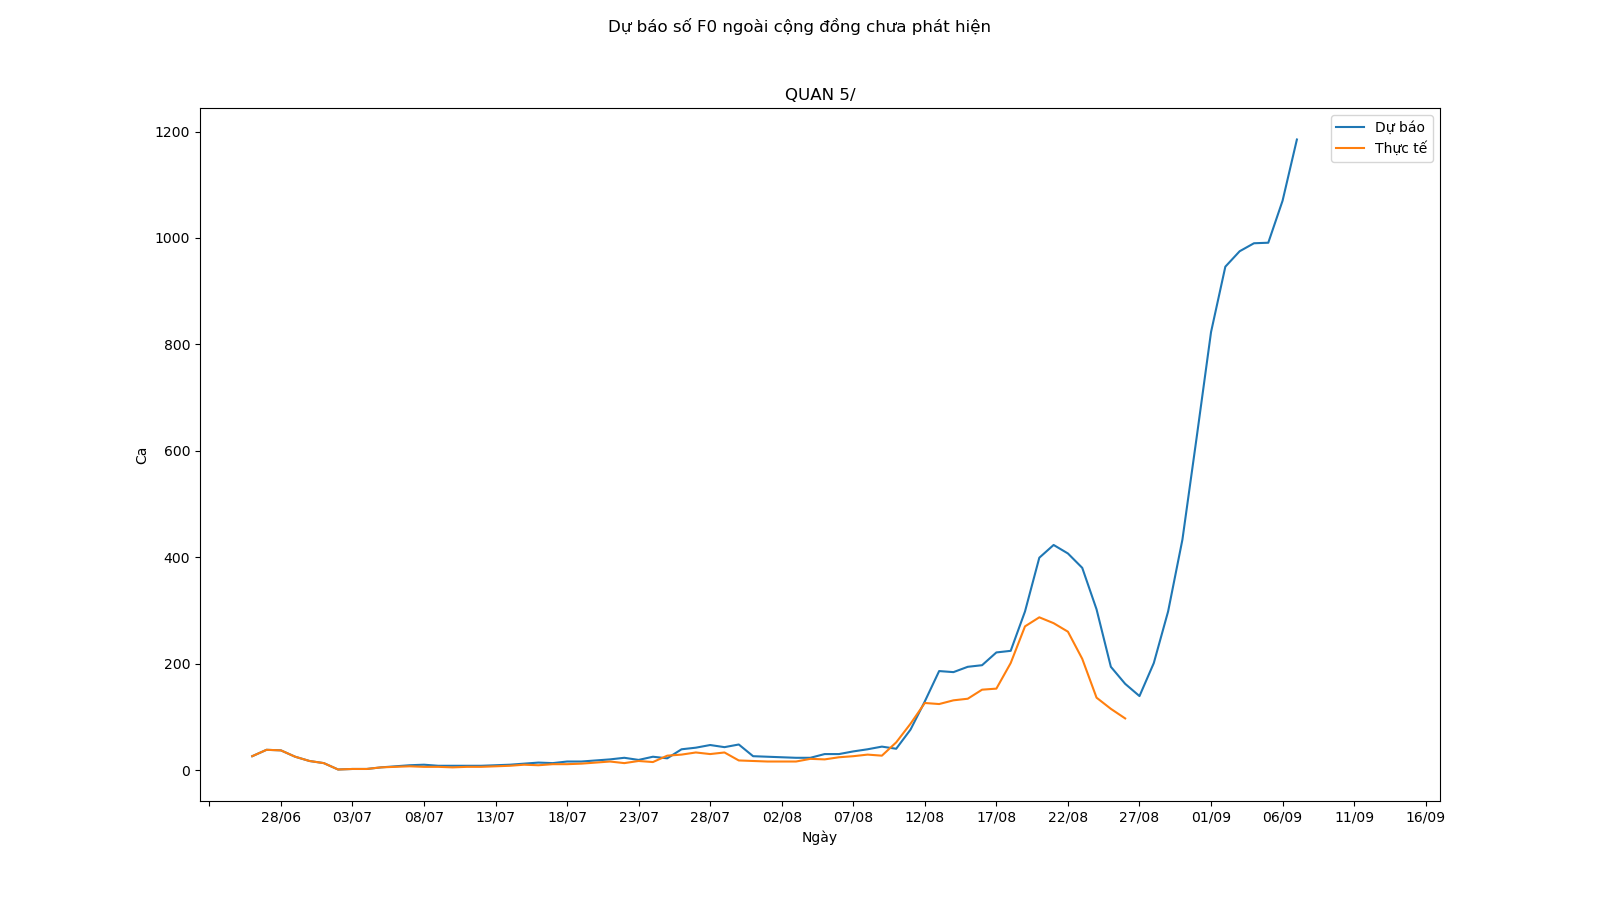 Dự báo số F0 ngoài cộng đồng chưa phát hiện
QUAN 5/
Dự báo
Thực tế
1200
1000
800
600
400
200
0
Ca
28/06 03/07 08/07 13/07 18/07 23/07 28/07 02/08 07/08 12/08 17/08 22/08 27/08 01/09 06/09 11/09 16/09
Ngày